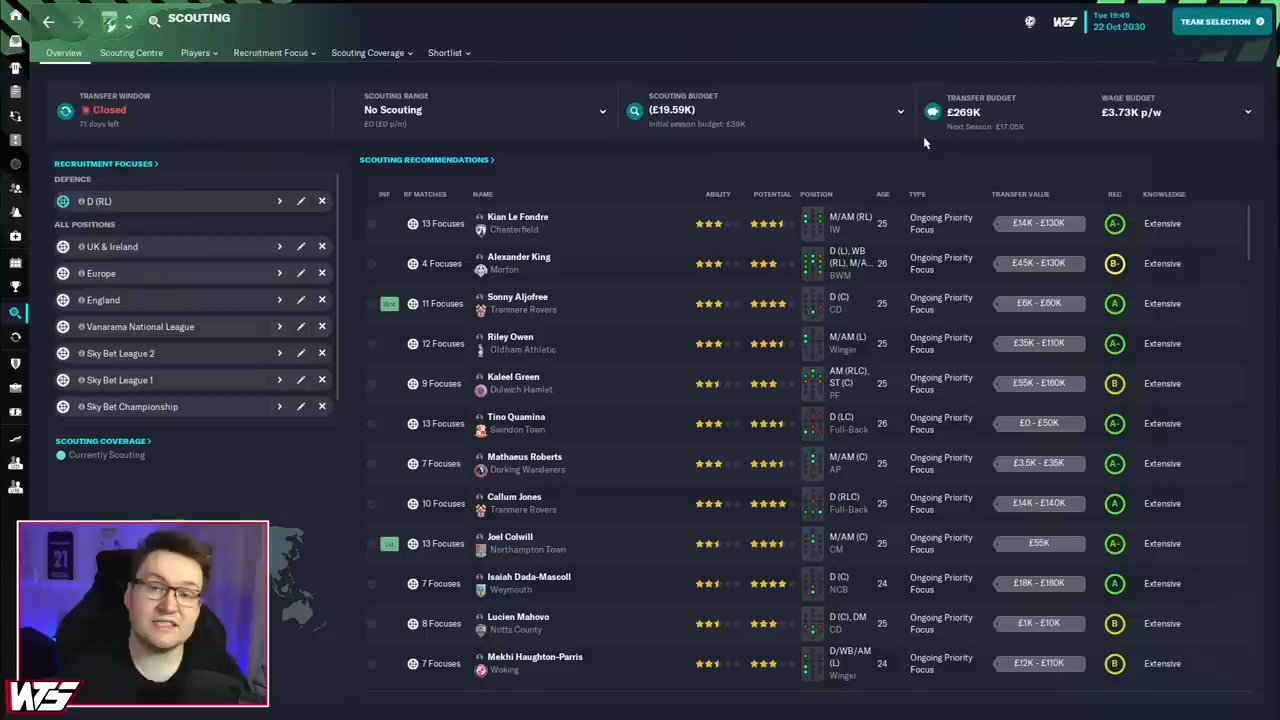 SCOUTING
WTS
Tue 19:45
22 Oct 2030
TEAM SELECTION
Overview
Scouting Centre
Players
Recruitment Focus
Scouting Coverage
Shortlist
TRANSFER WINDOW
Closed
71 days left
SCOUTING RANGE
No Scouting
£0 (£0 p/m)
SCOUTING BUDGET
(£19.59K)
Initial season budget: £39K
TRANSFER BUDGET
£269K
Next Season £17.05K
WAGE BUDGET
£3.73K p/w
RECRUITMENT FOCUSES
DEFENCE
D (RL)
ALL POSITIONS
UK & Ireland
Europe
England
Vanarama National League
Sky Bet League 2
Sky Bet League 1
Sky Bet Championship
SCOUTING COVERAGE
Currently Scouting
SCOUTING RECOMMENDATIONS
INF RF MATCHES NAME ABILITY POTENTIAL POSITION AGE TYPE TRANSFER VALUE REC KNOWLEDGE
13 Focuses Kian Le Fondre Chesterfield M/AM (RL) IW 25 Ongoing Priority Focus £14K - £130K A- Extensive
4 Focuses Alexander King Morton D (L), WB (RL), M/A... BWM 26 Ongoing Priority Focus £45K - £130K B- Extensive
Wnt 11 Focuses Sonny Aljofree Tranmere Rovers D (C) CD 25 Ongoing Priority Focus £6K - £60K A Extensive
12 Focuses Riley Owen Oldham Athletic M/AM (L) Winger 25 Ongoing Priority Focus £35K - £110K A- Extensive
9 Focuses Kaleel Green Dulwich Hamlet AM (RLC), ST (C) PF 25 Ongoing Priority Focus £55K - £160K B Extensive
13 Focuses Tino Quamina Swindon Town D (LC) Full-Back 26 Ongoing Priority Focus £0 - £50K A- Extensive
7 Focuses Mathaeus Roberts Dorking Wanderers M/AM (C) AP 25 Ongoing Priority Focus £3.5K - £35K A- Extensive
10 Focuses Callum Jones Tranmere Rovers D (RLC) Full-Back 25 Ongoing Priority Focus £14K - £140K A Extensive
Lst 13 Focuses Joel Colwill Northampton Town M/AM (C) CM 25 Ongoing Priority Focus £55K A- Extensive
7 Focuses Isaiah Dada-Mascoll Weymouth D (C) NCB 24 Ongoing Priority Focus £18K - £180K A Extensive
8 Focuses Lucien Mahovo Notts County D (C), DM CD 25 Ongoing Priority Focus £1K - £10K B Extensive
7 Focuses Mekhi Haughton-Parris Woking D/WB/AM (L) Winger 24 Ongoing Priority Focus £12K - £110K B Extensive
21
WTS